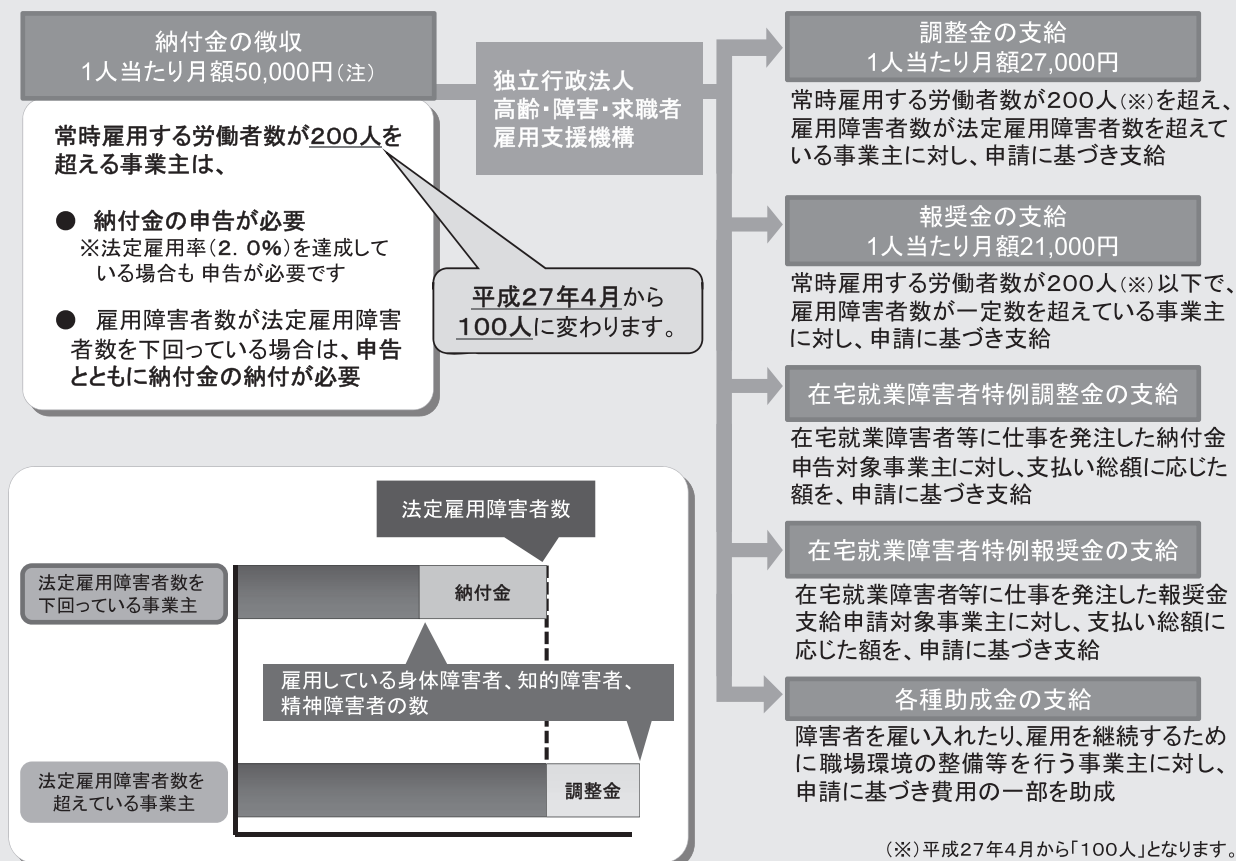 納付金の徴収
1人当たり月額50,000円(注)
常時雇用する労働者数が200人を
超える事業主は、
● 納付金の申告が必要
※法定雇用率(2.0%)を達成して
いる場合も 申告が必要です
● 雇用障害者数が法定雇用障害
者数を下回っている場合は、申告
とともに納付金の納付が必要
平成27年4月から
100人に変わります。
独立行政法人
高齢・障害・求職者
雇用支援機構
調整金の支給
1人当たり月額27,000円
常時雇用する労働者数が200人(※)を超え、
雇用障害者数が法定雇用障害者数を超えて
いる事業主に対し、申請に基づき支給
報奨金の支給
1人当たり月額21,000円
常時雇用する労働者数が200人(※)以下で、
雇用障害者数が一定数を超えている事業主
に対し、申請に基づき支給
在宅就業障害者特例調整金の支給
在宅就業障害者等に仕事を発注した納付金
申告対象事業主に対し、支払い総額に応じた
額を、申請に基づき支給
在宅就業障害者特例報奨金の支給
在宅就業障害者等に仕事を発注した報奨金
支給申請対象事業主に対し、支払い総額に
応じた額を、申請に基づき支給
各種助成金の支給
障害者を雇い入れたり、雇用を継続するため
に職場環境の整備等を行う事業主に対し、
申請に基づき費用の一部を助成
法定雇用障害者数
法定雇用障害者数を
下回っている事業主
納付金
雇用している身体障害者、知的障害者、
精神障害者の数
法定雇用障害者数を
超えている事業主
調整金
(※)平成27年4月から「100人」となります。